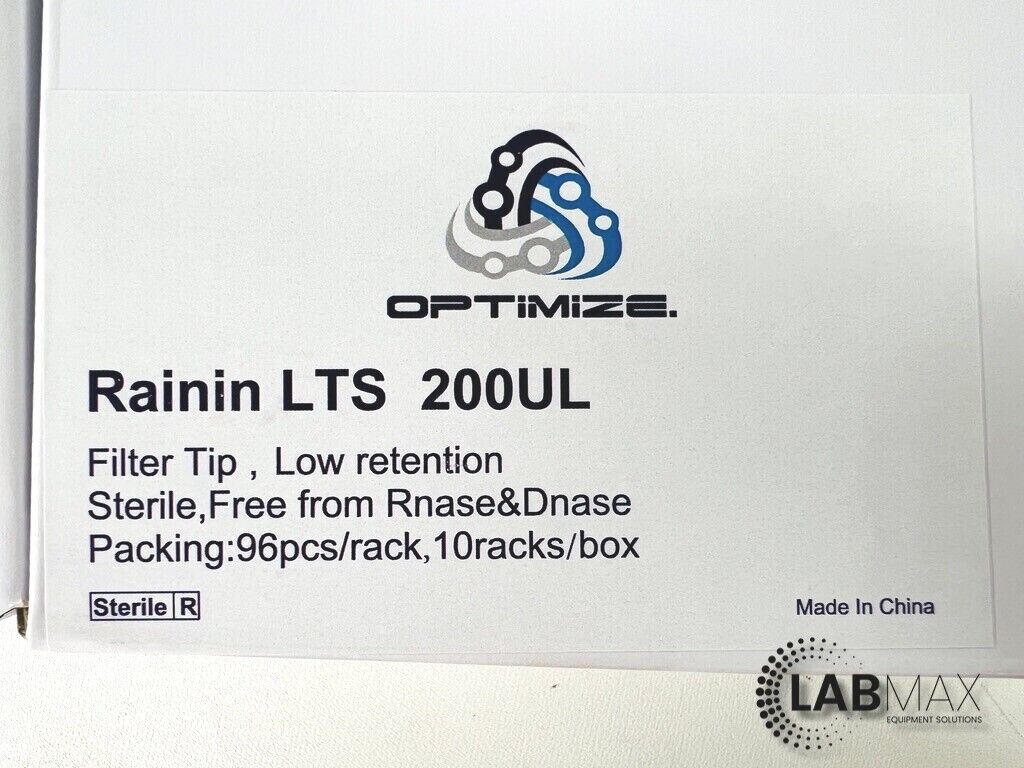 OPTiMiZE.
Rainin LTS 200UL
Filter Tip , Low retention
Sterile,Free from Rnase&Dnase
Packing:96pcs/rack,10racks/box
Sterile R
Made In China
LABMAX
EQUIPMENT SOLUTIONS